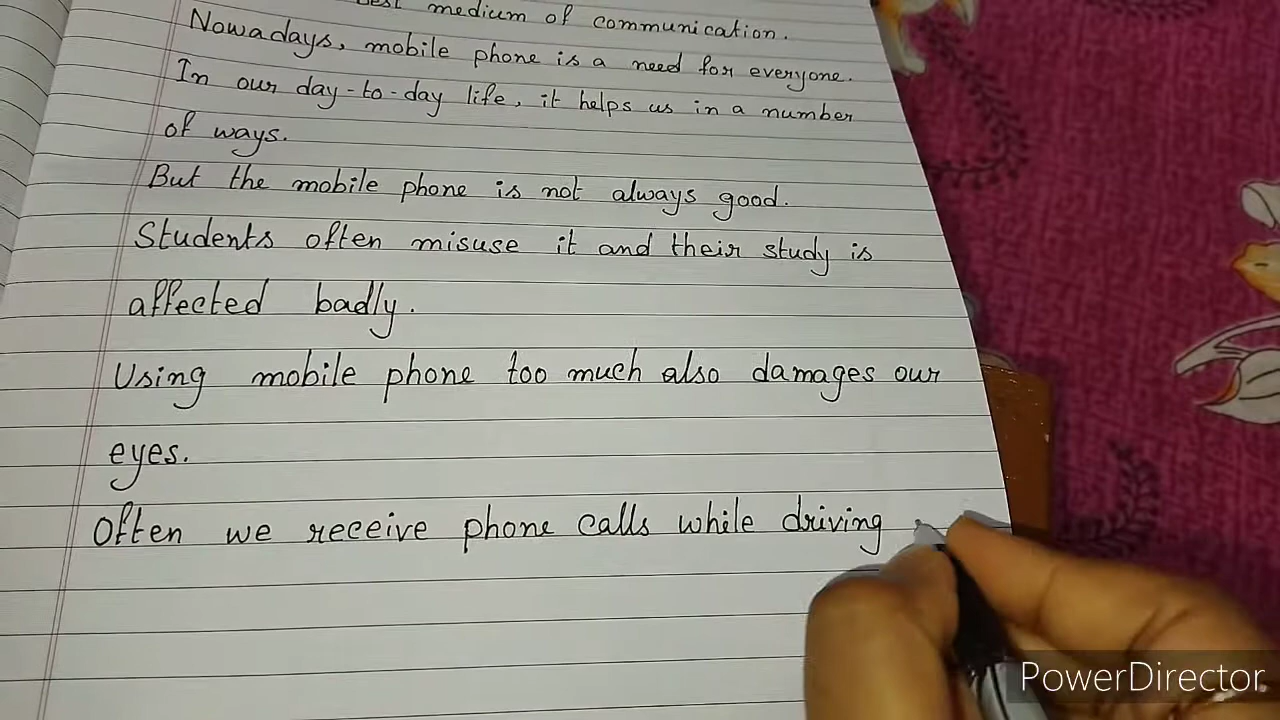 best medium of communication.
Nowadays, mobile phone is a need for everyone.
In our day-to-day life, it helps us in a number
of ways.
But the mobile phone is not always good.
Students often misuse it and their study is
affected badly.
Using mobile phone too much also damages our
eyes.
Often we receive phone calls while driving
PowerDirector